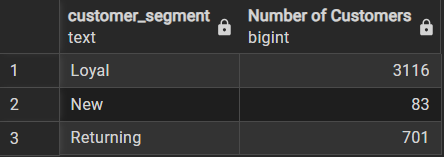 customer_segment Number of Customers
text bigint
1 Loyal 3116
2 New 83
3 Returning 701